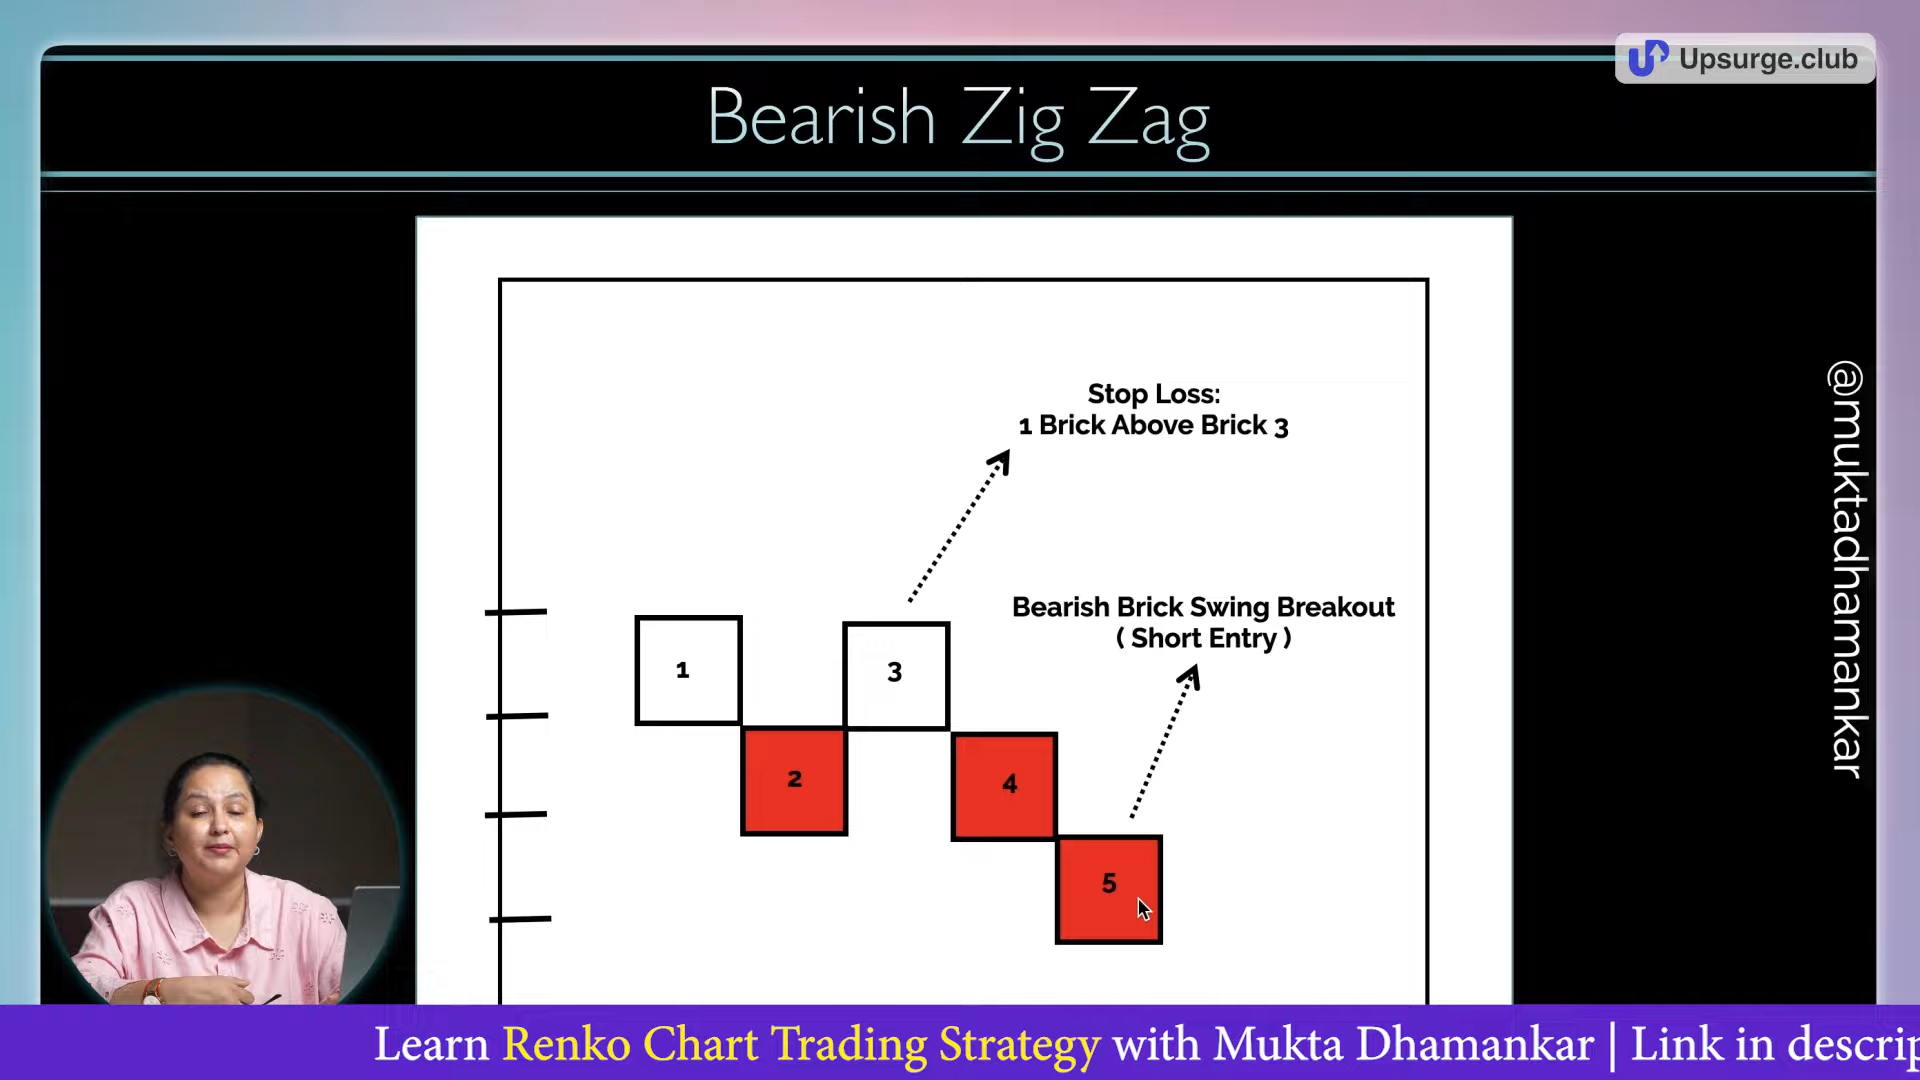 Upsurge.club
Bearish Zig Zag
Stop Loss:
1 Brick Above Brick 3
Bearish Brick Swing Breakout
( Short Entry )
1
3
2
4
5
@muktadhamankar
Learn Renko Chart Trading Strategy with Mukta Dhamankar | Link in descrip